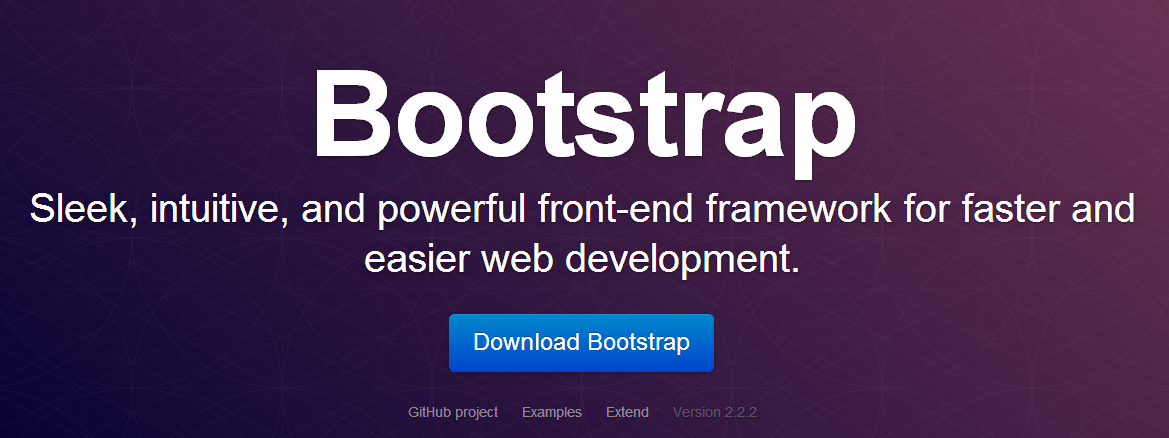 Bootstrap
Sleek, intuitive, and powerful front-end framework for faster and
easier web development.
Download Bootstrap
GitHub project Examples Extend Version 2.2.2